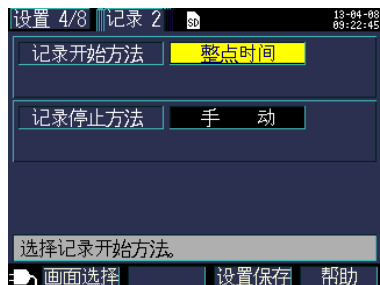 设置 4/8 记录 2 SD 13-04-08
09:22:45
记录开始方法 整点时间
记录停止方法 手 动
选择记录开始方法。
画面选择 设置保存 帮助